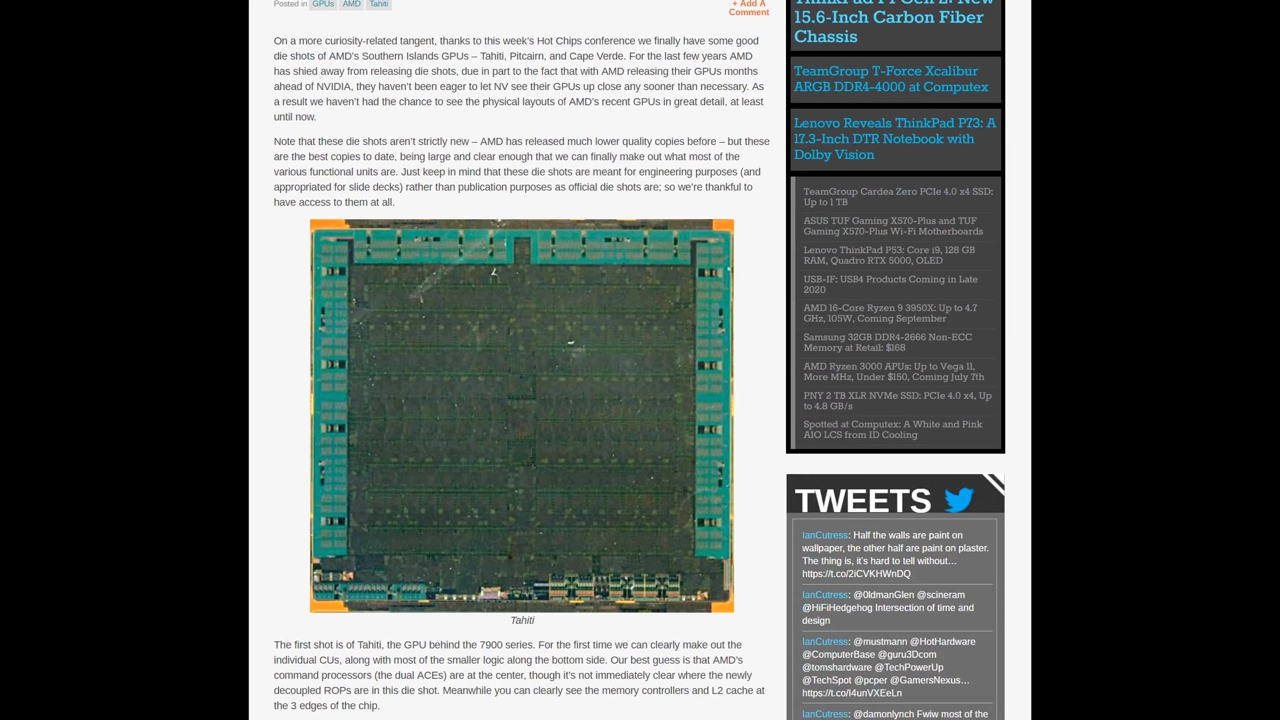 Posted in GPUs AMD Tahiti
+ Add A
Comment
On a more curiosity-related tangent, thanks to this week's Hot Chips conference we finally have some good
die shots of AMD's Southern Islands GPUs – Tahiti, Pitcairn, and Cape Verde. For the last few years AMD
has shied away from releasing die shots, due in part to the fact that with AMD releasing their GPUs months
ahead of NVIDIA, they haven't been eager to let NV see their GPUs up close any sooner than necessary. As
a result we haven't had the chance to see the physical layouts of AMD's recent GPUs in great detail, at least
until now.
Note that these die shots aren't strictly new – AMD has released much lower quality copies before – but these
are the best copies to date, being large and clear enough that we can finally make out what most of the
various functional units are. Just keep in mind that these die shots are meant for engineering purposes (and
appropriated for slide decks) rather than publication purposes as official die shots are; so we're thankful to
have access to them at all.
Tahiti
The first shot is of Tahiti, the GPU behind the 7900 series. For the first time we can clearly make out the
individual CUs, along with most of the smaller logic along the bottom side. Our best guess is that AMD's
command processors (the dual ACEs) are at the center, though it's not immediately clear where the newly
decoupled ROPs are in this die shot. Meanwhile you can clearly see the memory controllers and L2 cache at
the 3 edges of the chip.
ThinkPad P1 Gen 2: New
15.6-Inch Carbon Fiber
Chassis
TeamGroup T-Force Xcalibur
ARGB DDR4-4000 at Computex
Lenovo Reveals ThinkPad P73: A
17.3-Inch DTR Notebook with
Dolby Vision
TeamGroup Cardea Zero PCIe 4.0 x4 SSD:
Up to 1 TB
ASUS TUF Gaming X570-Plus and TUF
Gaming X570-Plus Wi-Fi Motherboards
Lenovo ThinkPad P53: Core i9, 128 GB
RAM, Quadro RTX 5000, OLED
USB-IF: USB4 Products Coming in Late
2020
AMD 16-Core Ryzen 9 3950X: Up to 4.7
GHz, 105W, Coming September
Samsung 32GB DDR4-2666 Non-ECC
Memory at Retail: $168
AMD Ryzen 3000 APUs: Up to Vega 11,
More MHz, Under $150, Coming July 7th
PNY 2 TB XLR NVMe SSD: PCIe 4.0 x4, Up
to 4.8 GB/s
Spotted at Computex: A White and Pink
AIO LCS from ID Cooling
TWEETS
IanCutress: Half the walls are paint on
wallpaper, the other half are paint on plaster.
The thing is, it's hard to tell without…
https://t.co/2iCVKHWnDQ
IanCutress: @0ldmanGlen @scineram
@HiFiHedgehog Intersection of time and
design
IanCutress: @mustmann @HotHardware
@ComputerBase @guru3Dcom
@tomshardware @TechPowerUp
@TechSpot @pcper @GamersNexus…
https://t.co/I4unVXEeLn
IanCutress: @damonlynch Fwiw most of the